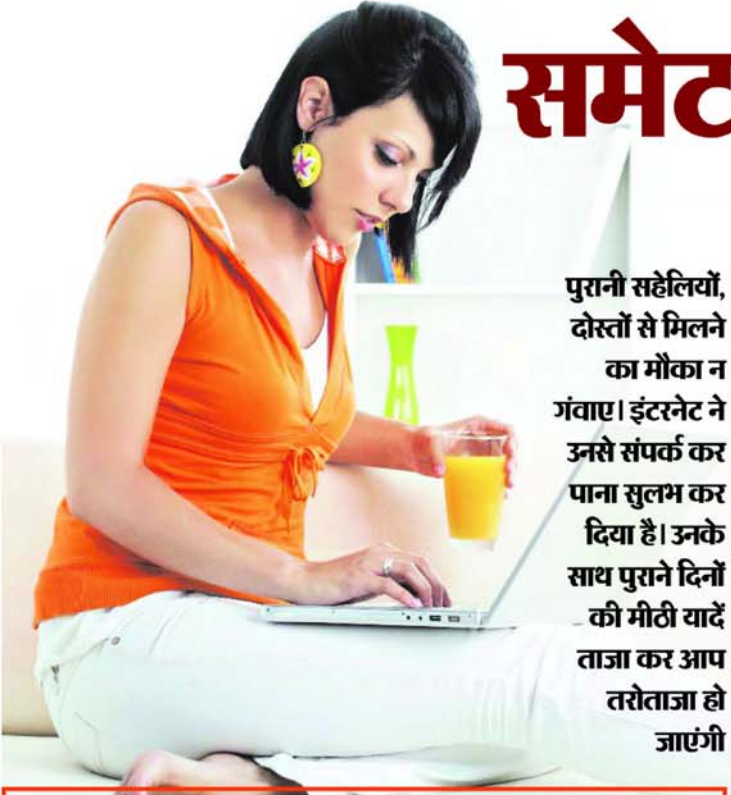 समेट
पुरानी सहेलियों,
दोस्तों से मिलने
का मौका न
गंवाए। इंटरनेट ने
उनसे संपर्क कर
पाना सुलभ कर
दिया है। उनके
साथ पुराने दिनों
की मीठी यादें
ताजा कर आप
तरोताजा हो
जाएंगी